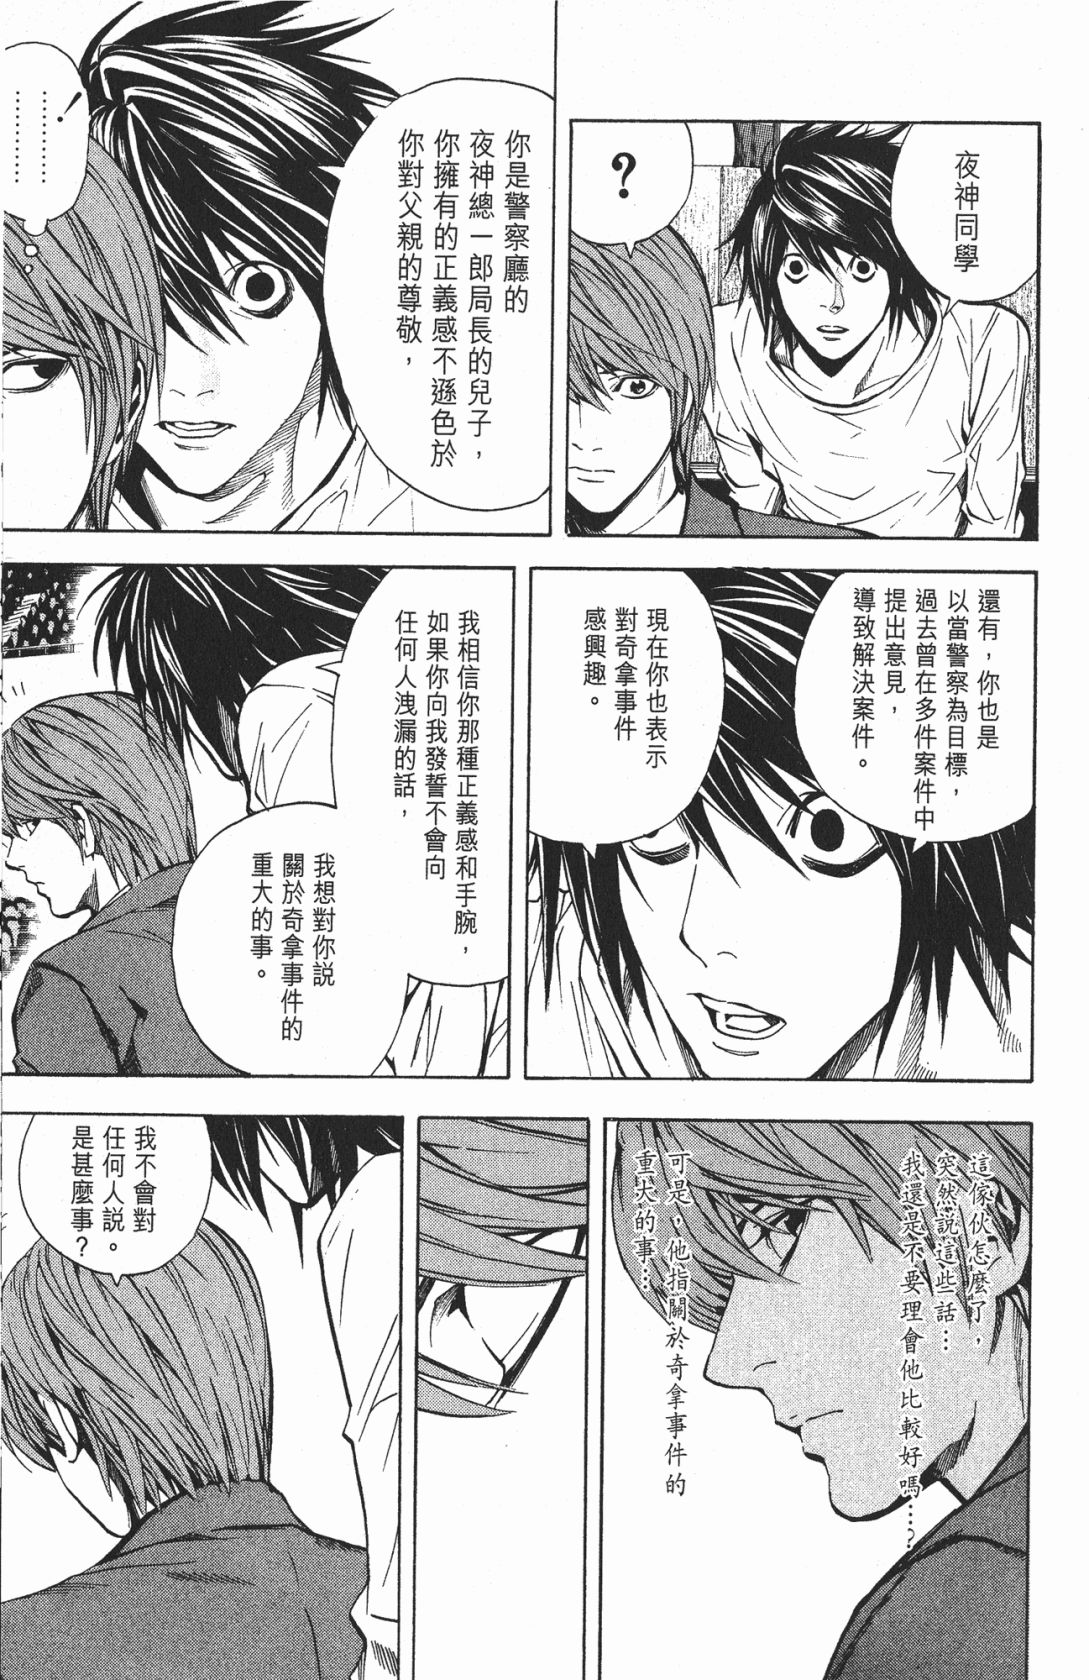 夜神同學
?
你是警察廳的
夜神總一郎局長的兒子，
你擁有的正義感不遜色於
你對父親的尊敬，
………！
………
還有，你也是
以當警察為目標，
過去曾在多件案件中
提出意見，
導致解決案件。
現在你也表示
對奇拿事件
感興趣。
我相信你那種正義感和手腕，
如果你向我發誓不會向
任何人洩漏的話，
我想對你說
關於奇拿事件的
重大的事。
這傢伙怎麼了，
突然說這些話…
我還是不要理會他比較好嗎…?
可是，他指關於奇拿事件的
重大的事…
我不會對
任何人說。
是甚麼事?